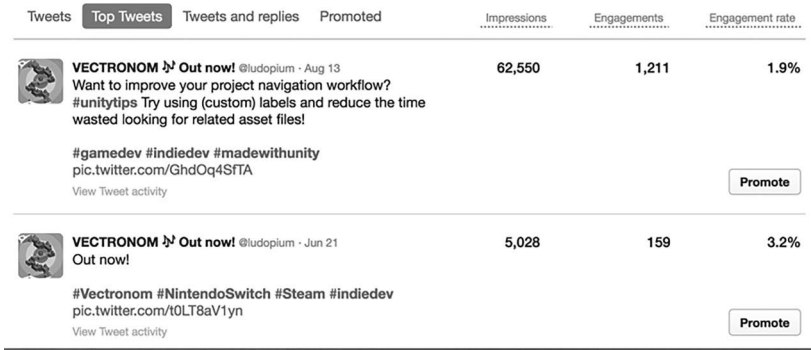 Tweets Top Tweets Tweets and replies Promoted Impressions Engagements Engagement rate
VECTRONOM 🎶 Out now! @ludopium · Aug 13 62,550 1,211 1.9%
Want to improve your project navigation workflow?
#unitytips Try using (custom) labels and reduce the time
wasted looking for related asset files!
#gamedev #indiedev #madewithunity
pic.twitter.com/GhdOq4SfTA
View Tweet activity
Promote
VECTRONOM 🎶 Out now! @ludopium · Jun 21 5,028 159 3.2%
Out now!
#Vectronom #NintendoSwitch #Steam #indiedev
pic.twitter.com/t0LT8aV1yn
View Tweet activity
Promote